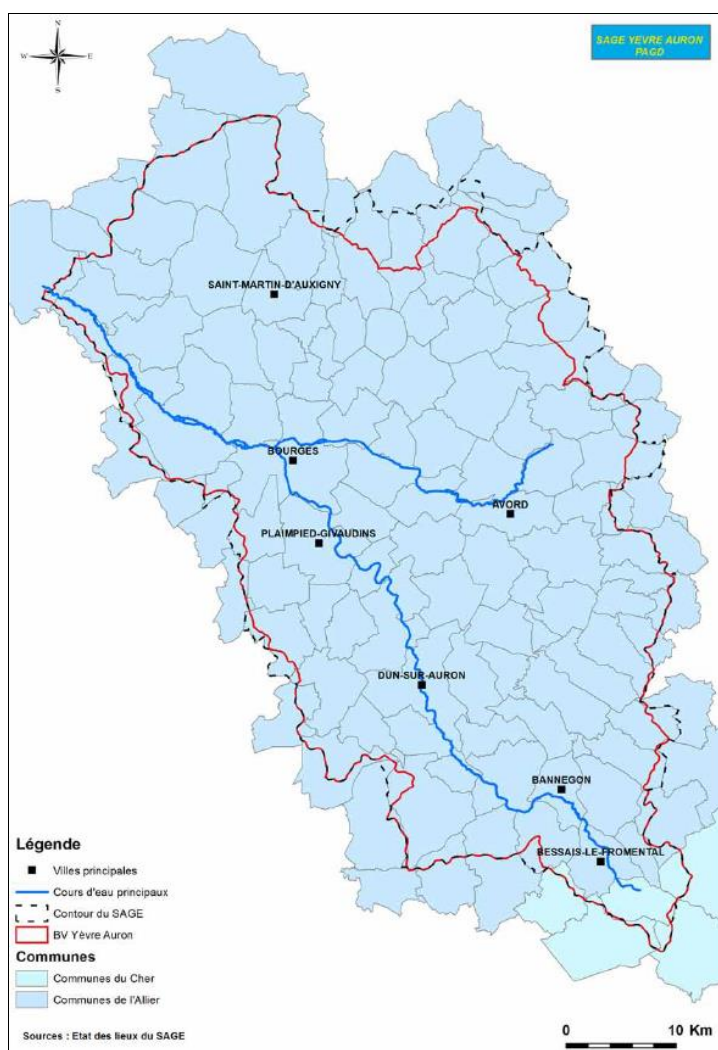 SAGE YEVRE AURON
PAGD
N
W
E
S
SAINT-MARTIN-D'AUXIGNY
BOURGES
AVORD
PLAIMPIED-GIVAUDINS
DUN-SUR-AURON
BANNEGON
BESSAIS-LE-FROMENTAL
Légende
Villes principales
Cours d'eau principaux
Contour du SAGE
BV Yèvre Auron
Communes
Communes du Cher
Communes de l'Allier
Sources : Etat des lieux du SAGE
0 10 Km